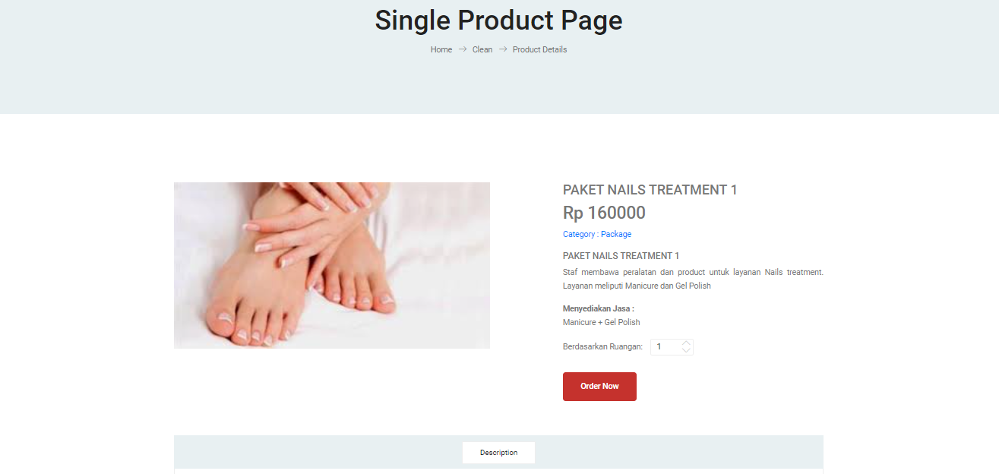 Single Product Page
Home → Clean → Product Details
PAKET NAILS TREATMENT 1
Rp 160000
Category : Package
PAKET NAILS TREATMENT 1
Staf membawa peralatan dan product untuk layanan Nails treatment.
Layanan meliputi Manicure dan Gel Polish
Menyediakan Jasa :
Manicure + Gel Polish
Berdasarkan Ruangan: 1
Order Now
Description